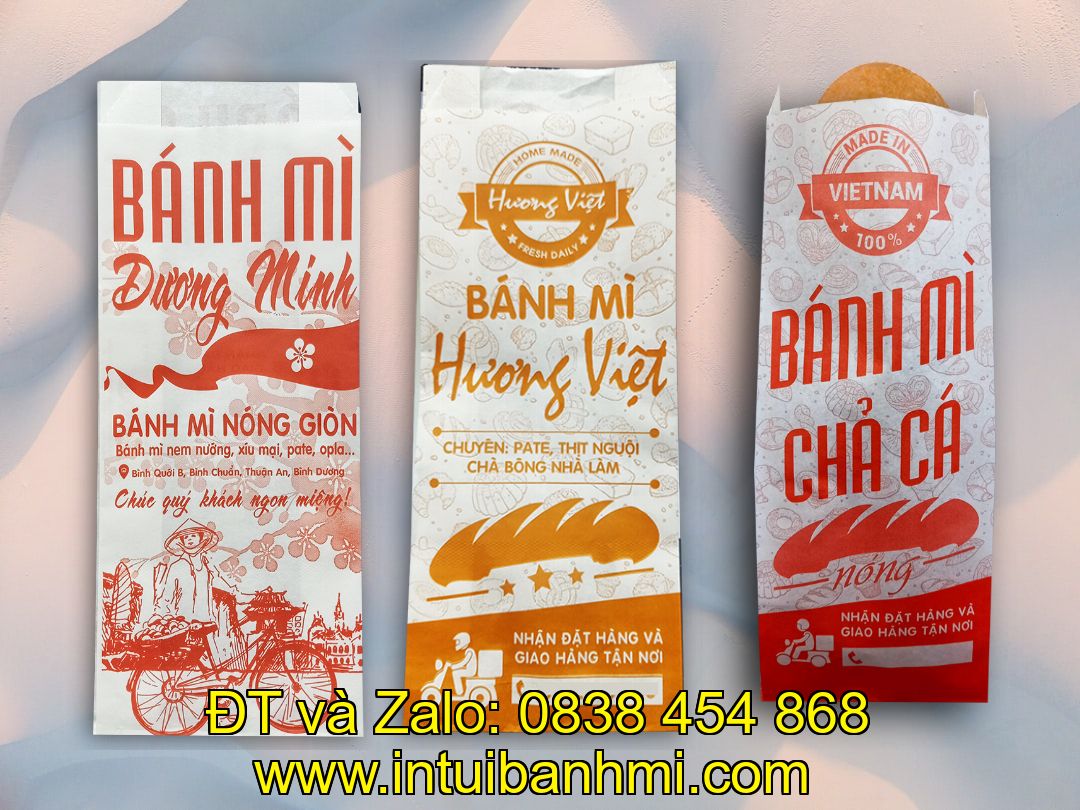 BÁNH MÌ
Dương Minh
BÁNH MÌ NÓNG GIÒN
Bánh mì nem nướng, xíu mại, pate, opla...
Bình Quới B, Bình Chuẩn, Thuận An, Bình Dương
Chúc quý khách ngon miệng!
HOME MADE
Hương Việt
FRESH DAILY
BÁNH MÌ
Hương Việt
CHUYÊN: PATE, THỊT NGUỘI
CHÀ BÔNG NHÀ LÀM
NHẬN ĐẶT HÀNG VÀ
GIAO HÀNG TẬN NƠI
MADE IN
VIETNAM
100%
BÁNH MÌ
CHẢ CÁ
nóng
NHẬN ĐẶT HÀNG VÀ
GIAO HÀNG TẬN NƠI
ĐT và Zalo: 0838 454 868
www.intuibanhmi.com